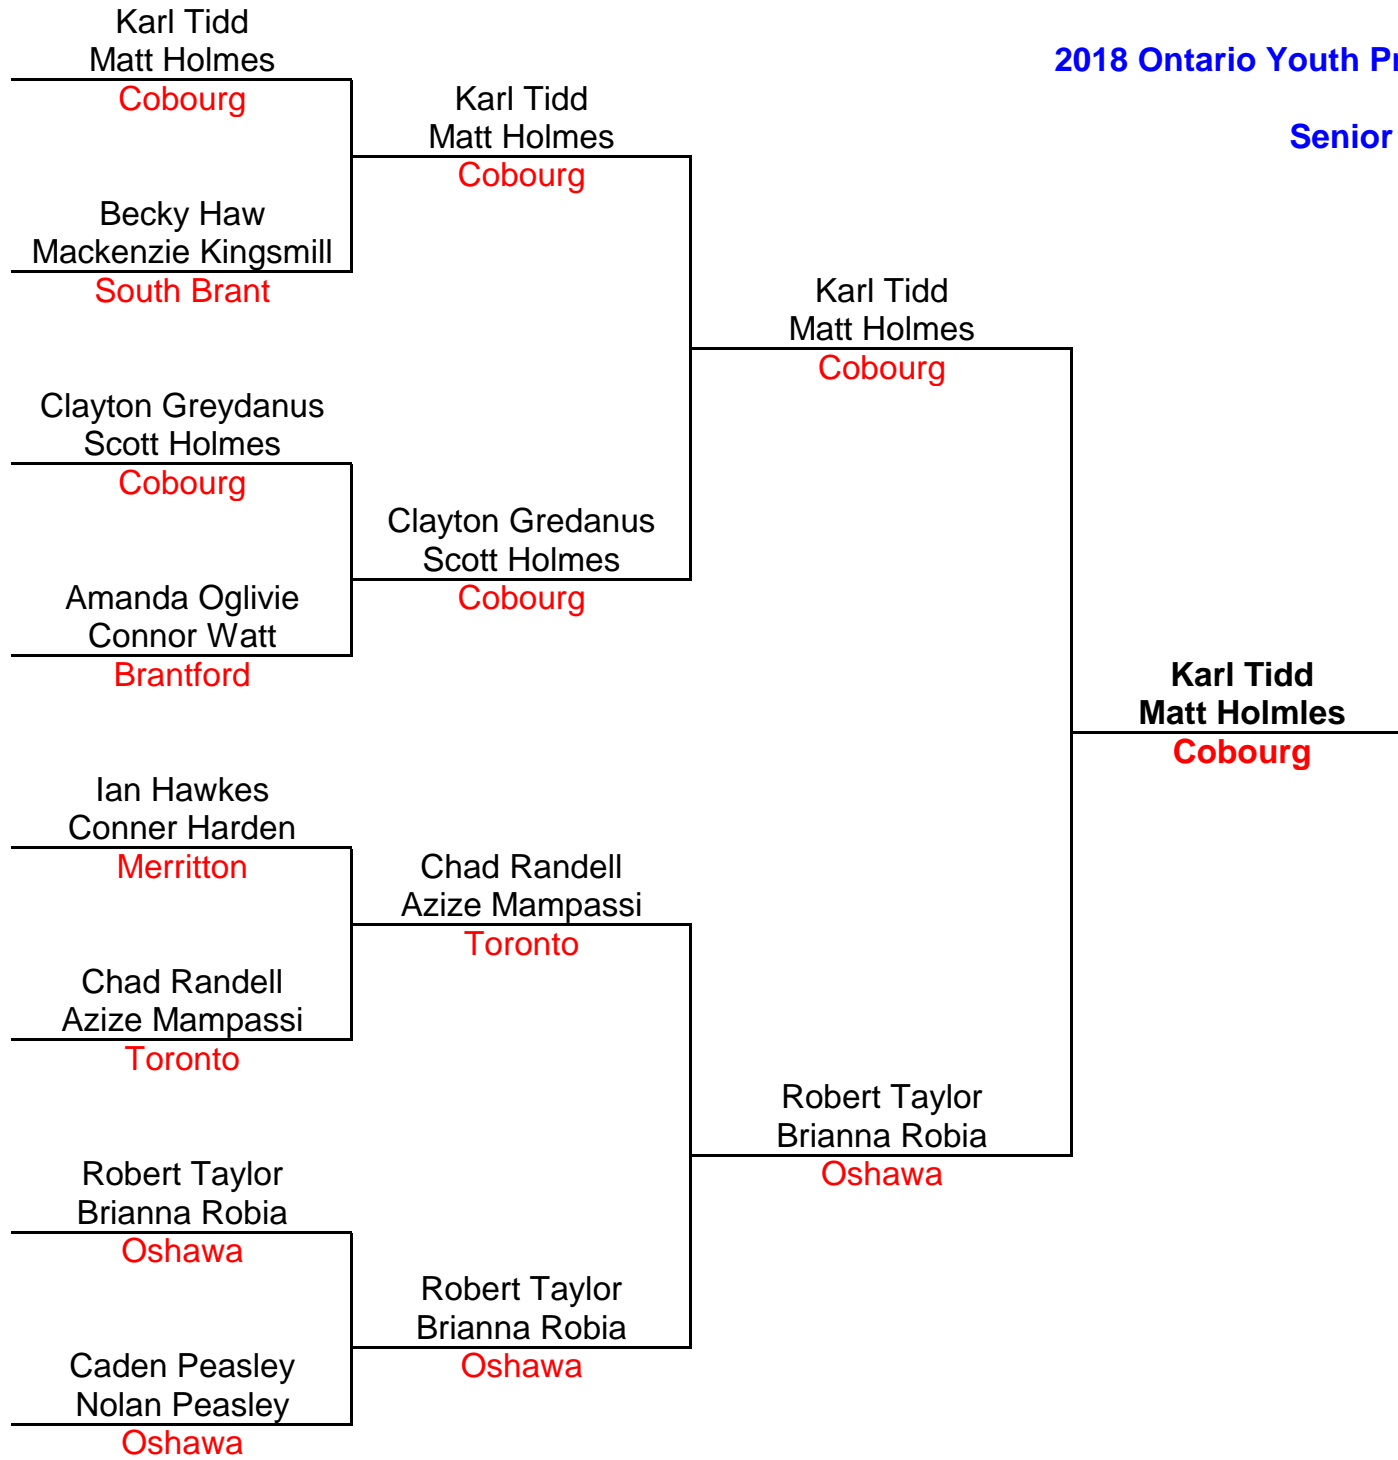 Karl Tidd
Matt Holmes
Cobourg
2018 Ontario Youth Pr
Senior
Karl Tidd
Matt Holmes
Cobourg
Becky Haw
Mackenzie Kingsmill
South Brant
Karl Tidd
Matt Holmes
Cobourg
Clayton Greydanus
Scott Holmes
Cobourg
Clayton Gredanus
Scott Holmes
Cobourg
Amanda Oglivie
Connor Watt
Brantford
Karl Tidd
Matt Holmles
Cobourg
Ian Hawkes
Conner Harden
Merritton
Chad Randell
Azize Mampassi
Toronto
Chad Randell
Azize Mampassi
Toronto
Robert Taylor
Brianna Robia
Oshawa
Robert Taylor
Brianna Robia
Oshawa
Robert Taylor
Brianna Robia
Oshawa
Caden Peasley
Nolan Peasley
Oshawa